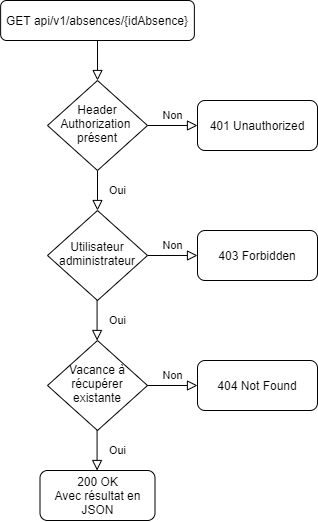 GET api/v1/absences/{idAbsence}
Header
Authorization
présent
Non
401 Unauthorized
Oui
Utilisateur
administrateur
Non
403 Forbidden
Oui
Vacance à
récupérer
existante
Non
404 Not Found
Oui
200 OK
Avec résultat en
JSON